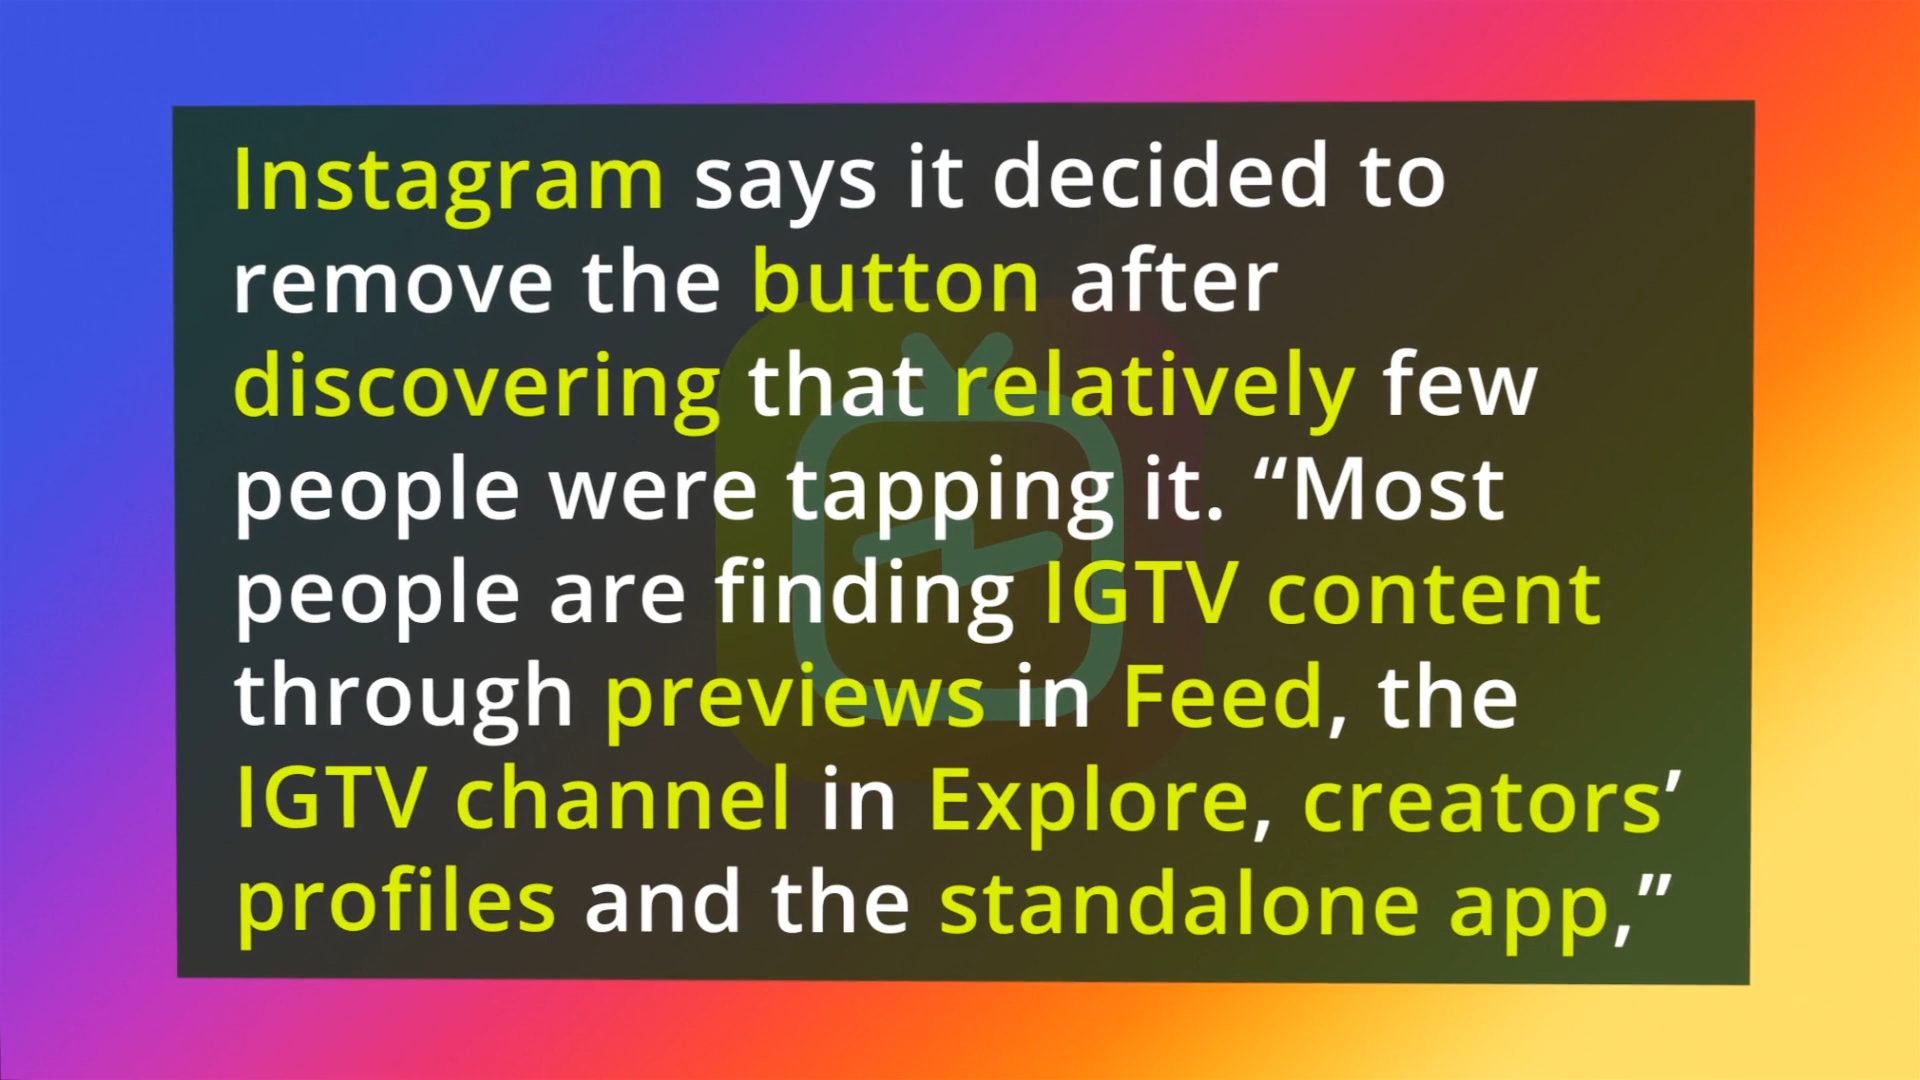 Instagram says it decided to
remove the button after
discovering that relatively few
people were tapping it. “Most
people are finding IGTV content
through previews in Feed, the
IGTV channel in Explore, creators’
profiles and the standalone app,”